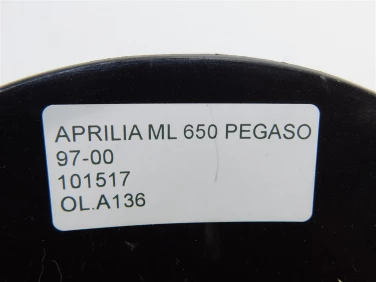 APRILIA ML 650 PEGASO
97-00
101517
OL.A136